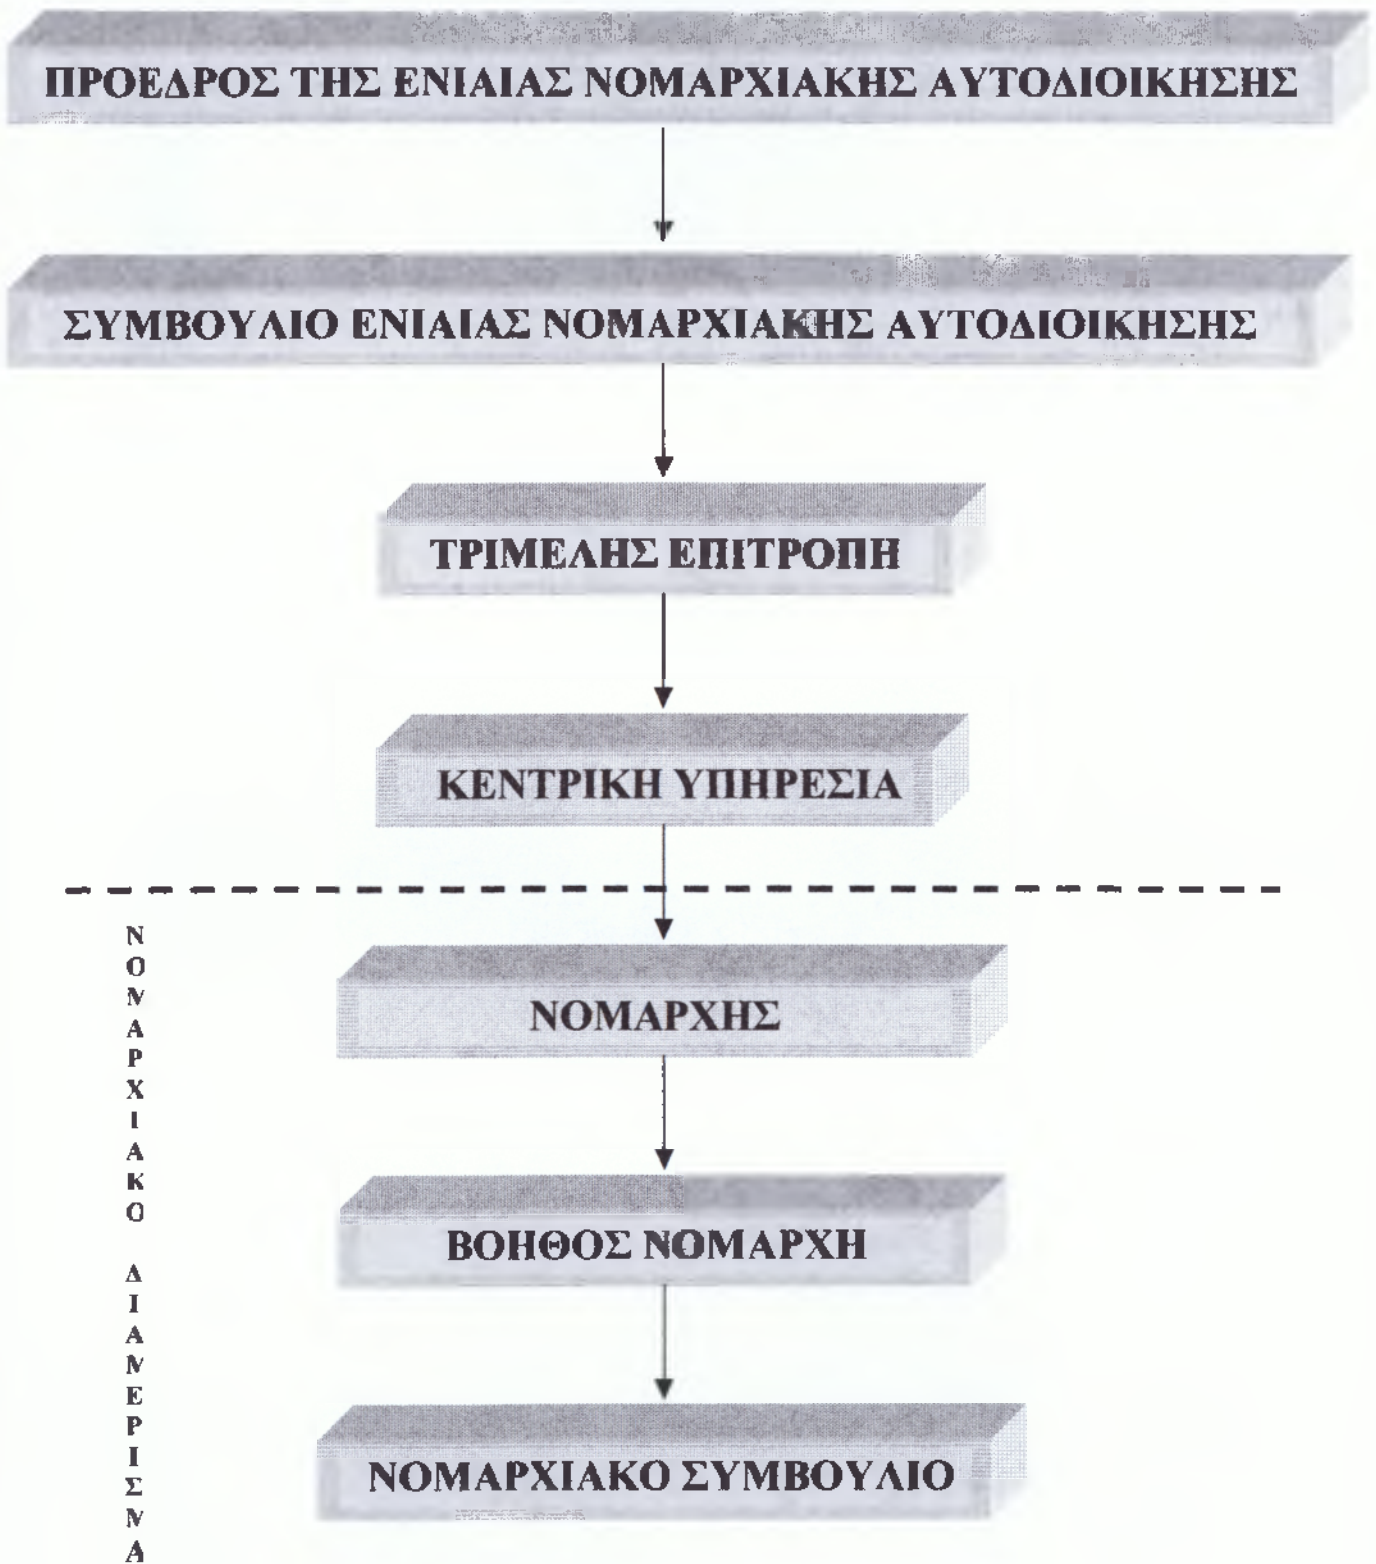 ΠΡΟΕΔΡΟΣ ΤΗΣ ΕΝΙΑΙΑΣ ΝΟΜΑΡΧΙΑΚΗΣ ΑΥΤΟΔΙΟΙΚΗΣΗΣ
ΣΥΜΒΟΥΛΙΟ ΕΝΙΑΙΑΣ ΝΟΜΑΡΧΙΑΚΗΣ ΑΥΤΟΔΙΟΙΚΗΣΗΣ
ΤΡΙΜΕΛΗΣ ΕΠΙΤΡΟΠΗ
ΚΕΝΤΡΙΚΗ ΥΠΗΡΕΣΙΑ
ΝΟΜΑΡΧΙΑΚΟ ΔΙΑΜΕΡΙΣΜΑ
ΝΟΜΑΡΧΗΣ
ΒΟΗΘΟΣ ΝΟΜΑΡΧΗ
ΝΟΜΑΡΧΙΑΚΟ ΣΥΜΒΟΥΛΙΟ